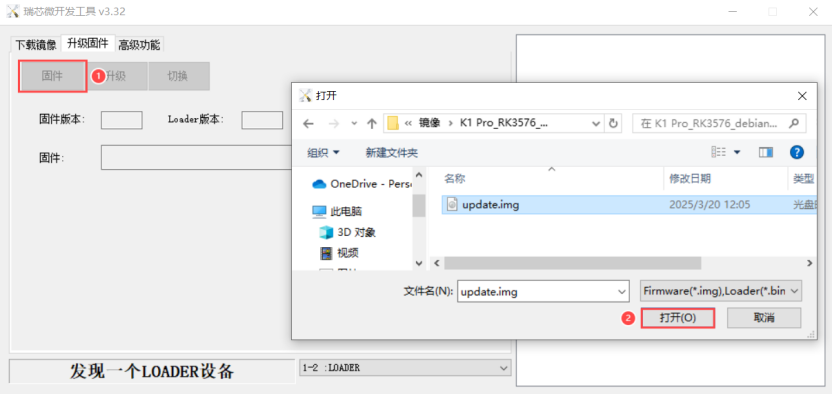 瑞芯微开发工具 v3.32
下载镜像 升级固件 高级功能
固件 1 升级 切换
固件版本: Loader版本:
固件:
打开
« 镜像 › K1 Pro_RK3576_... 在 K1 Pro_RK3576_debian...
组织 新建文件夹
名称 修改日期 类型
OneDrive - Pers
update.img 2025/3/20 12:05
此电脑
3D 对象
视频
文件名(N): update.img Firmware(*.img),Loader(*.bin
2 打开(O) 取消
发现一个LOADER设备 1-2 :LOADER